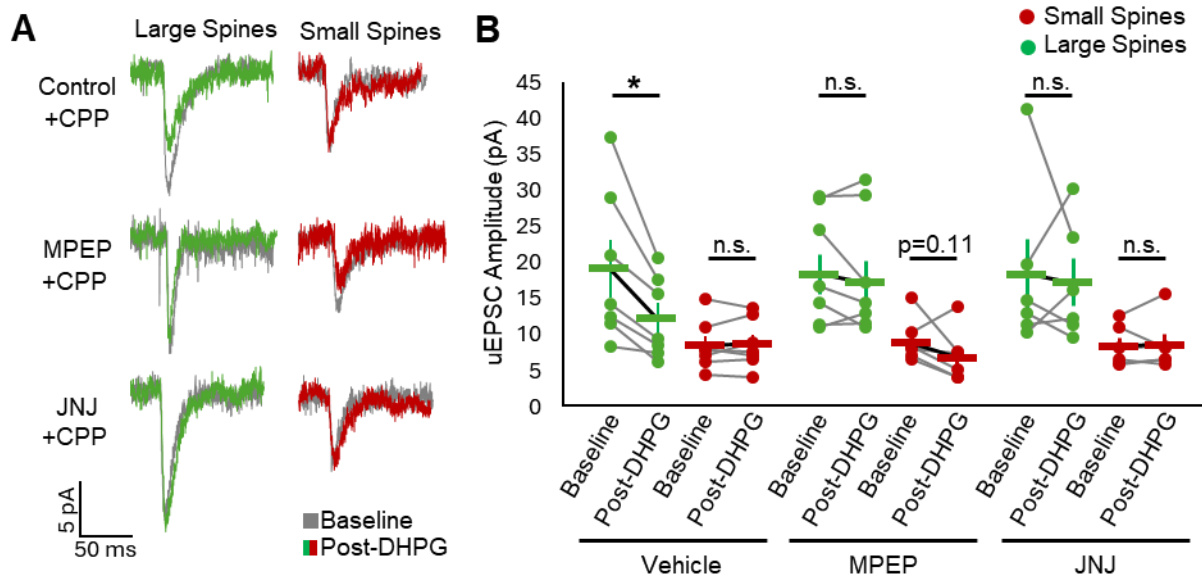 A
Large Spines
Small Spines
Control
+CPP
MPEP
+CPP
JNJ
+CPP
5 pA
50 ms
Baseline
Post-DHPG
B
Small Spines
Large Spines
uEPSC Amplitude (pA)
45
40
35
30
25
20
15
10
5
0
*
n.s.
n.s.
p=0.11
n.s.
n.s.
Baseline
Post-DHPG
Baseline
Post-DHPG
Baseline
Post-DHPG
Baseline
Post-DHPG
Baseline
Post-DHPG
Baseline
Post-DHPG
Vehicle
MPEP
JNJ